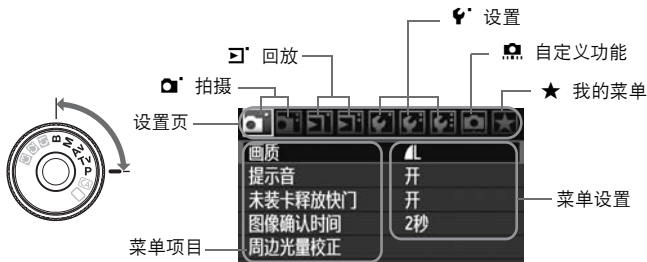 设置
回放
自定义功能
拍摄
★ 我的菜单
设置页
画质 L
提示音 开
未装卡释放快门 开
图像确认时间 2秒
周边光量校正
菜单设置
菜单项目
B
M
Av
Tv
P